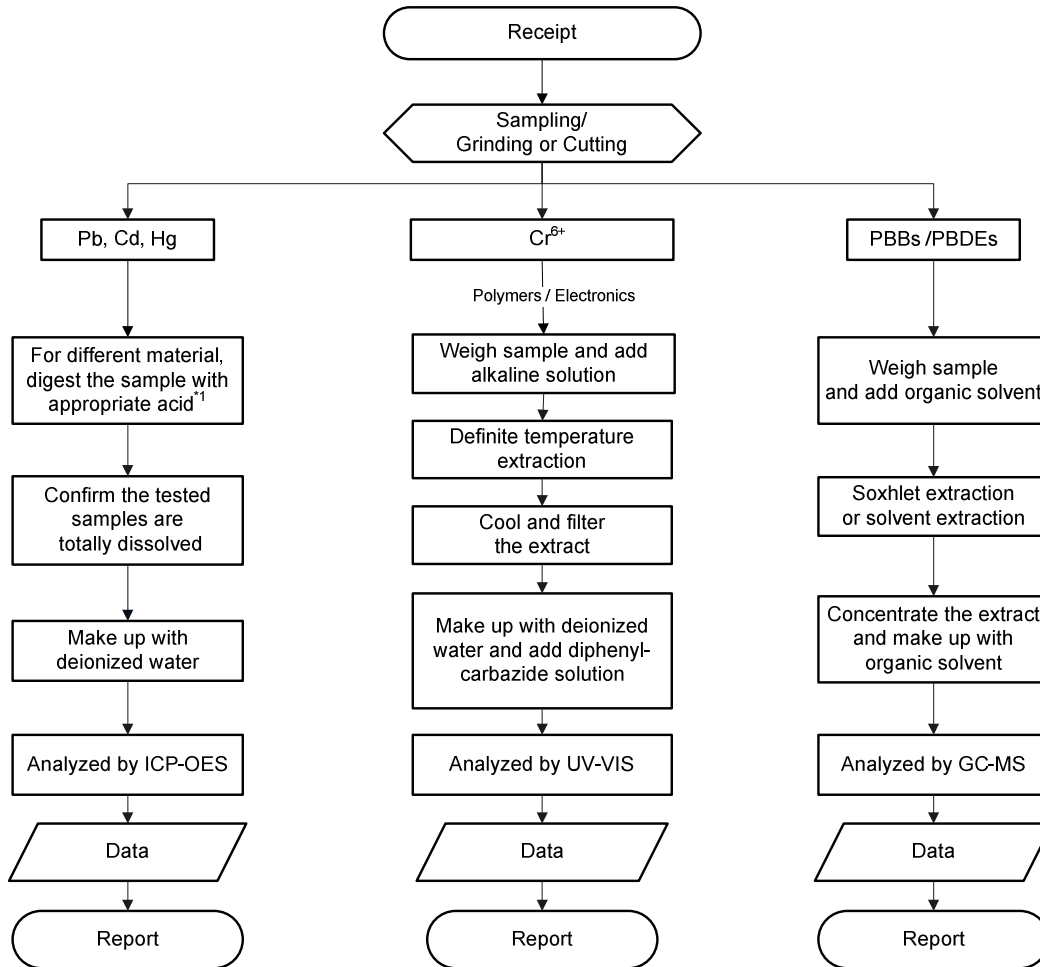 Receipt
Sampling/
Grinding or Cutting
Pb, Cd, Hg
Cr⁶⁺
PBBs /PBDEs
Polymers / Electronics
For different material,
digest the sample with
appropriate acid*¹
Weigh sample and add
alkaline solution
Weigh sample
and add organic solvent
Definite temperature
extraction
Confirm the tested
samples are
totally dissolved
Cool and filter
the extract
Soxhlet extraction
or solvent extraction
Make up with
deionized water
Make up with deionized
water and add diphenyl-
carbazide solution
Concentrate the extract
and make up with
organic solvent
Analyzed by ICP-OES
Analyzed by UV-VIS
Analyzed by GC-MS
Data
Data
Data
Report
Report
Report